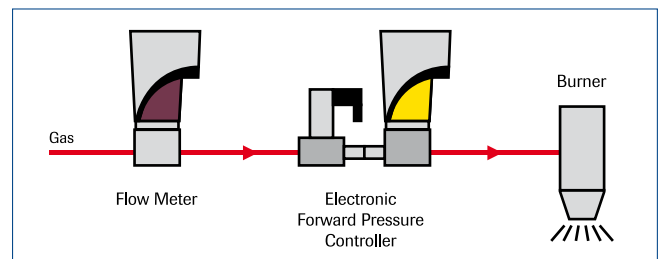 Burner
Gas
Flow Meter
Electronic
Forward Pressure
Controller